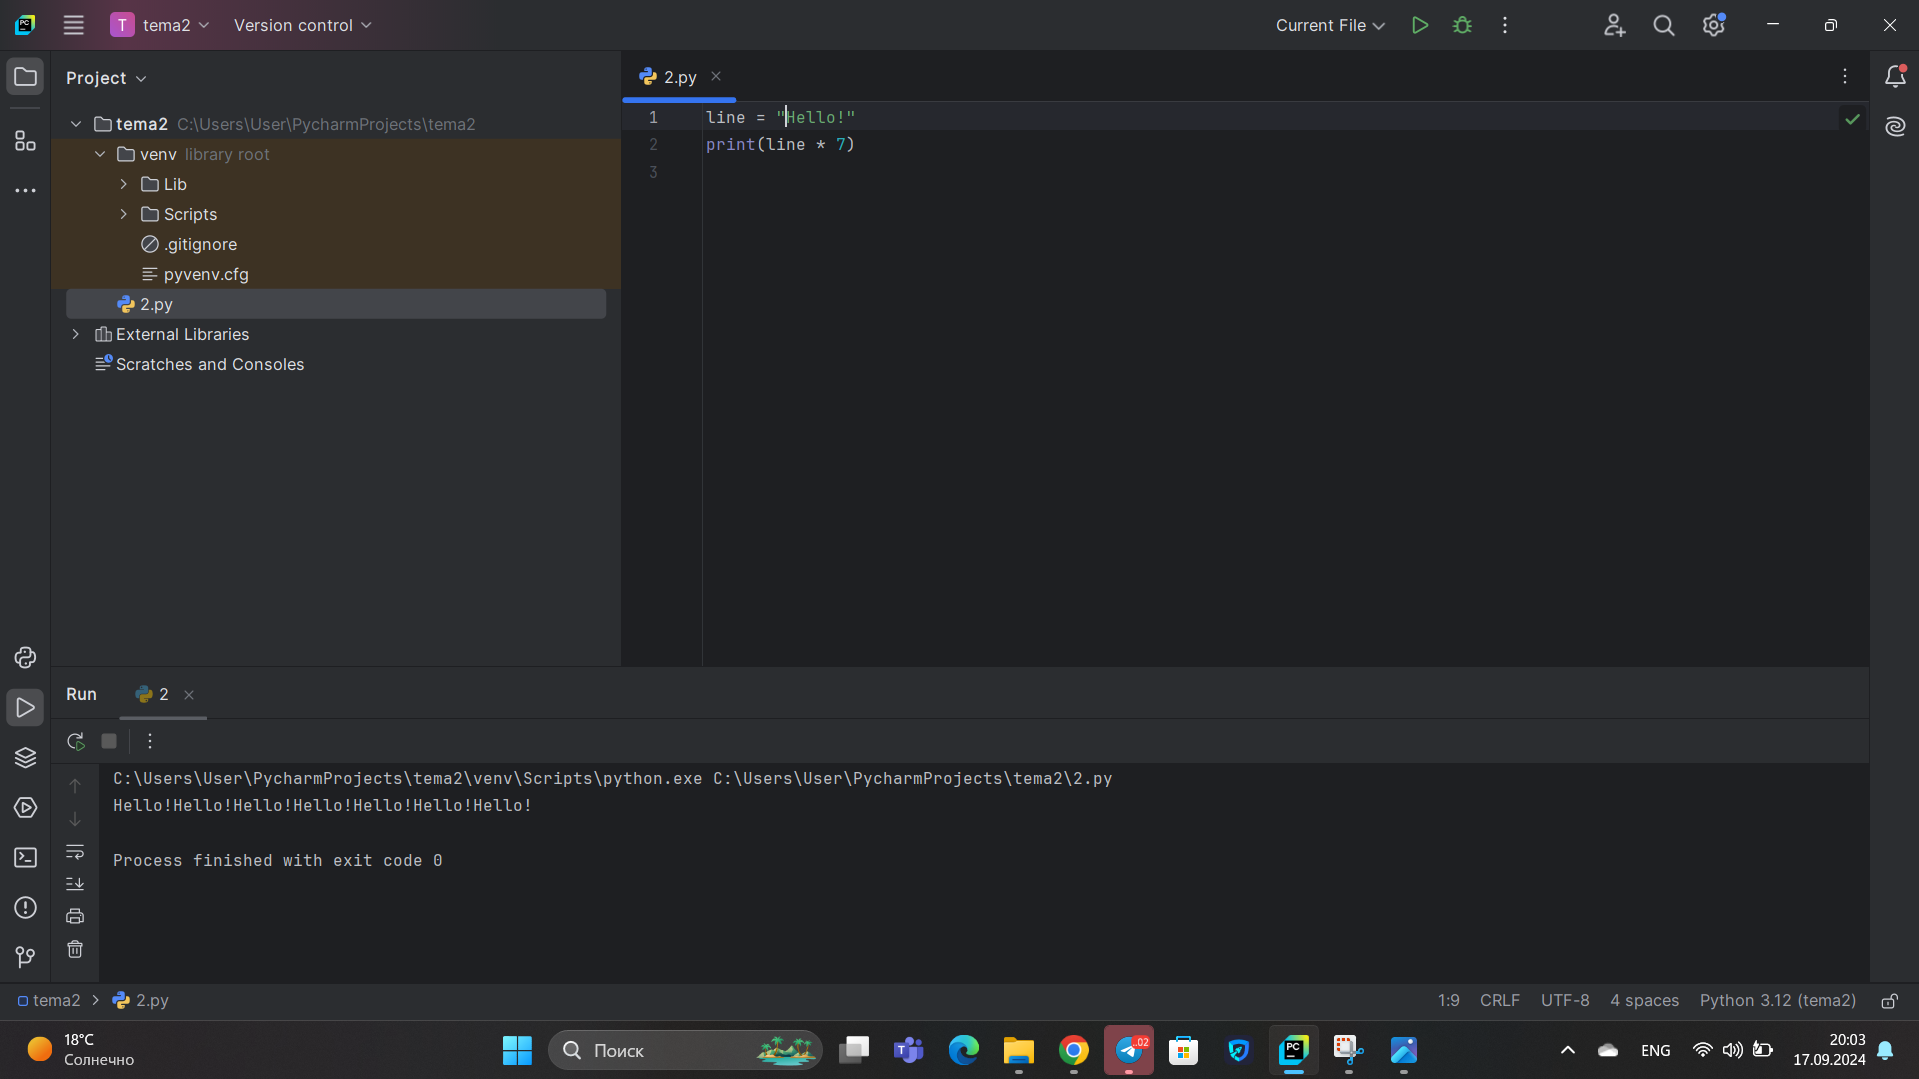 T tema2 Version control Current File
Project
tema2 C:\Users\User\PycharmProjects\tema2
venv library root
Lib
Scripts
.gitignore
pyvenv.cfg
2.py
External Libraries
Scratches and Consoles
2.py
1 line = "Hello!"
2 print(line * 7)
3
Run 2
C:\Users\User\PycharmProjects\tema2\venv\Scripts\python.exe C:\Users\User\PycharmProjects\tema2\2.py
Hello!Hello!Hello!Hello!Hello!Hello!Hello!
Process finished with exit code 0
tema2 2.py 1:9 CRLF UTF-8 4 spaces Python 3.12 (tema2)
18°C
Солнечно
Поиск
.02
PC
ENG
20:03
17.09.2024